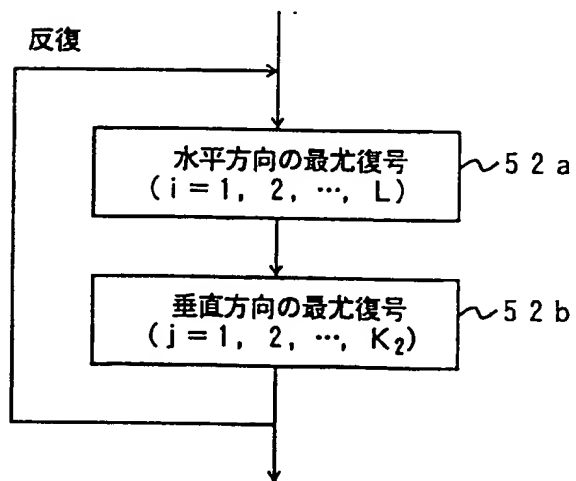 反復
水平方向の最尤復号
(i=1, 2, …, L)
52a
垂直方向の最尤復号
(j=1, 2, …, K₂)
52b